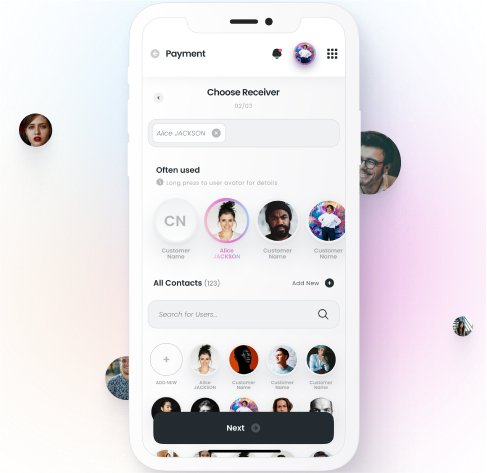 Payment
Choose Receiver
02/03
Alice JACKSON
Often used
Long press to user avatar for details
CN
Customer
Name
Alice
JACKSON
Customer
Name
Customer
Name
All Contacts (123)
Add New
Search for Users...
ADD NEW
Alice
JACKSON
Customer
Name
Customer
Name
Customer
Name
Next